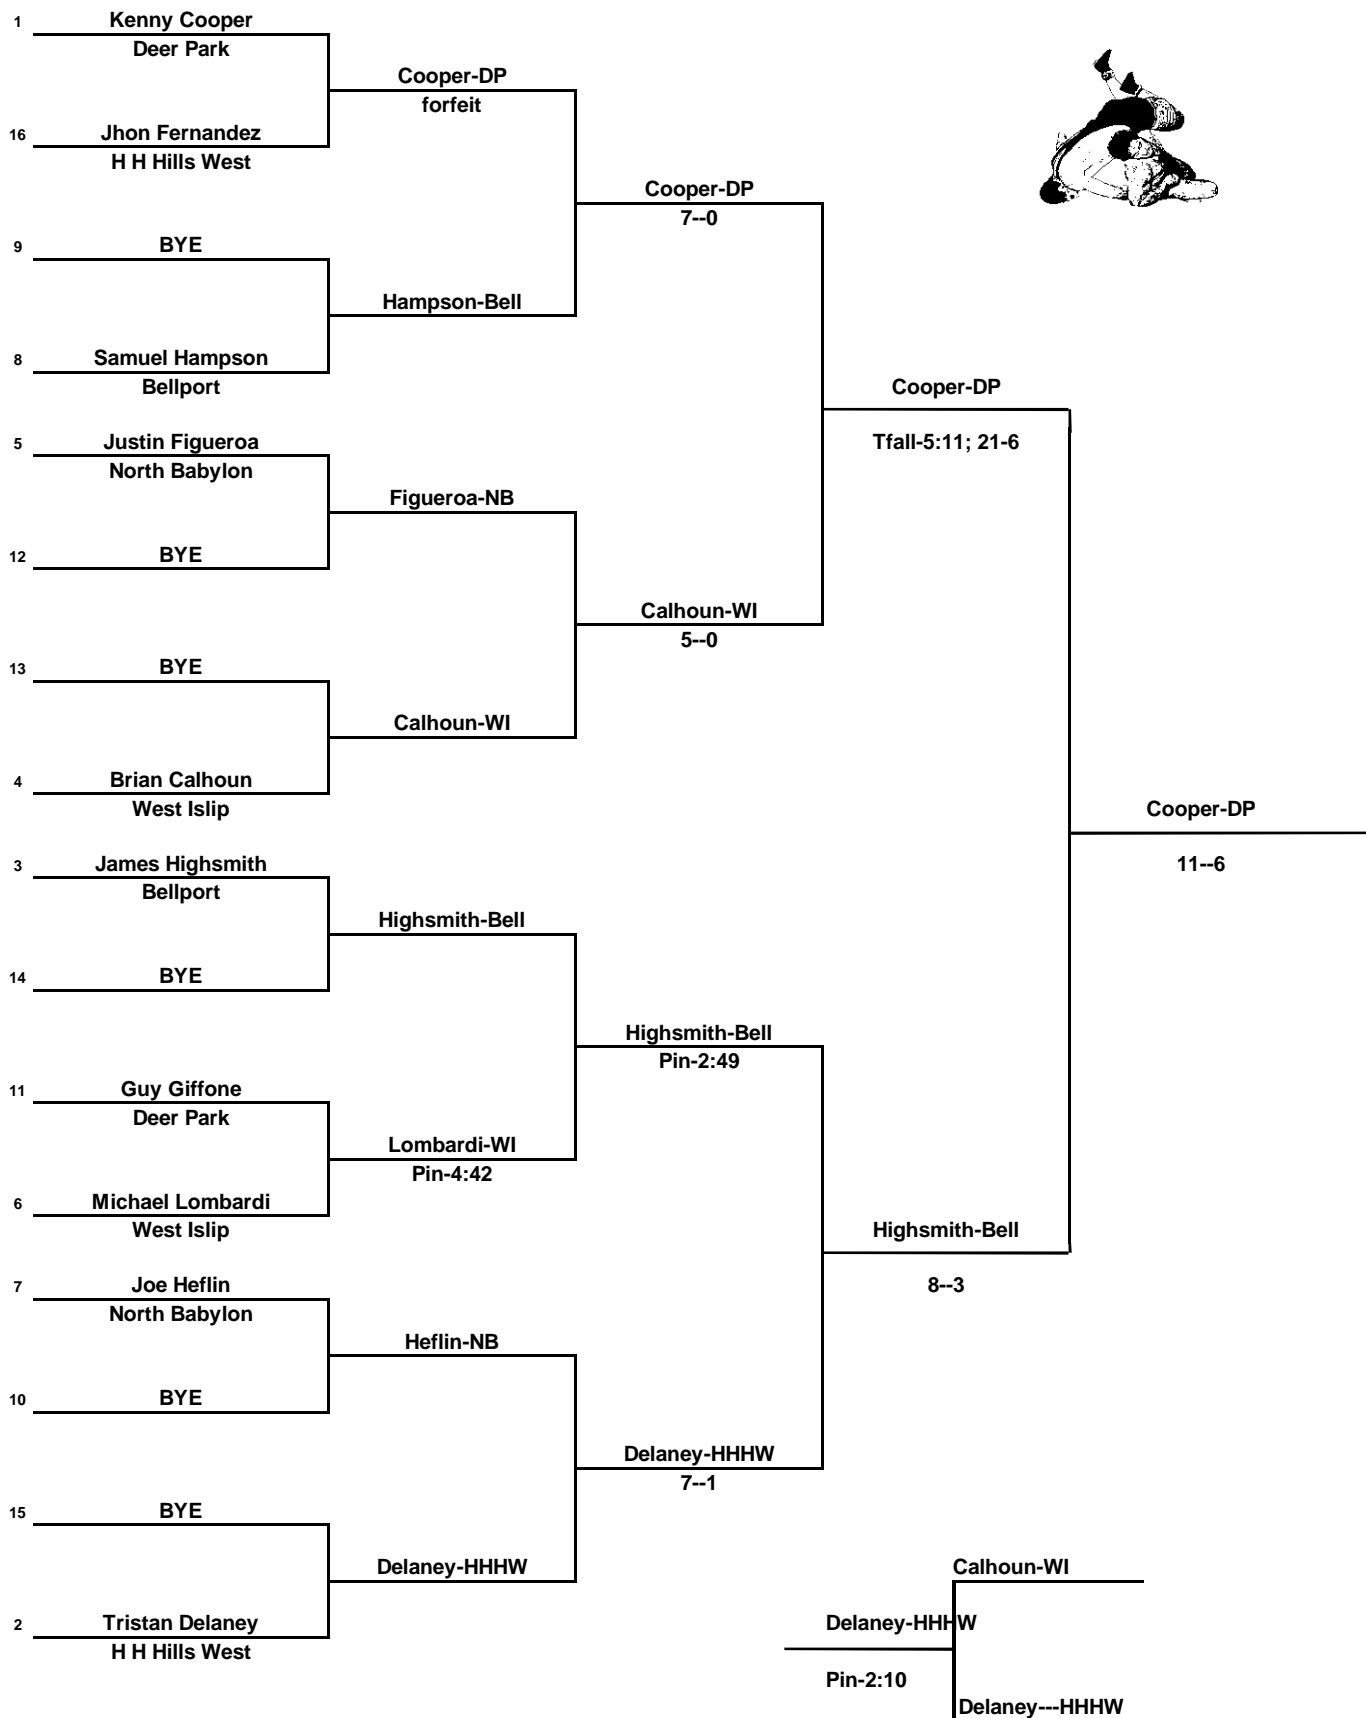 1 Kenny Cooper
Deer Park
Cooper-DP
forfeit
16 Jhon Fernandez
H H Hills West
Cooper-DP
7--0
9 BYE
Hampson-Bell
8 Samuel Hampson
Bellport
Cooper-DP
Tfall-5:11; 21-6
5 Justin Figueroa
North Babylon
Figueroa-NB
12 BYE
Calhoun-WI
5--0
13 BYE
Calhoun-WI
4 Brian Calhoun
West Islip
Cooper-DP
11--6
3 James Highsmith
Bellport
Highsmith-Bell
14 BYE
Highsmith-Bell
Pin-2:49
11 Guy Giffone
Deer Park
Lombardi-WI
Pin-4:42
6 Michael Lombardi
West Islip
Highsmith-Bell
8--3
7 Joe Heflin
North Babylon
Heflin-NB
10 BYE
Delaney-HHHW
7--1
15 BYE
Delaney-HHHW
2 Tristan Delaney
H H Hills West
Calhoun-WI
Delaney-HHHW
Pin-2:10
Delaney---HHHW